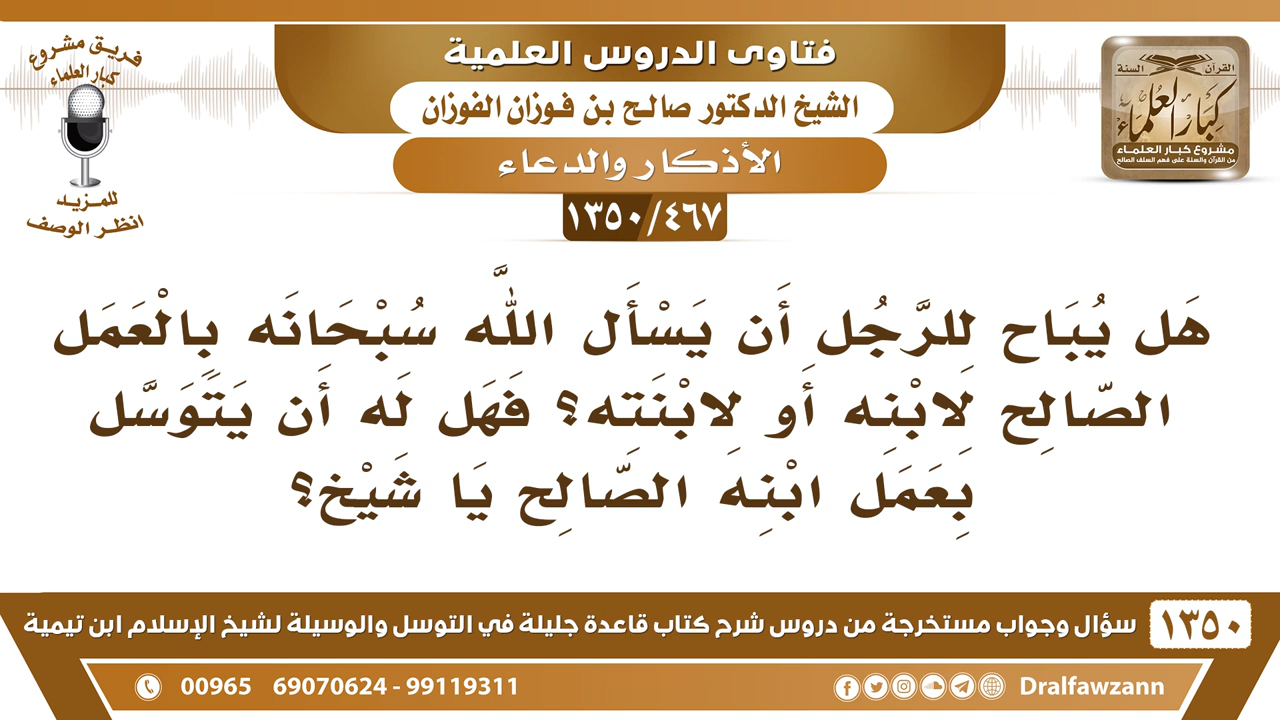 فريق مشروع
كبار العلماء
للمزيد
انظر الوصف
فتاوى الدروس العلمية
الشيخ الدكتور صالح بن فوزان الفوزان
الأذكار والدعاء
١٣٥٠/٤٦٧
القرآن السنة
كبار العلماء
مشروع كبار العلماء
من القرآن والسنة على فهم السلف الصالح
هَل يُبَاح لِلرَّجُل أَن يَسْأَل اللَّه سُبْحَانَه بِالْعَمَل
الصَّالِح لَابْنِه أَو لابْنَتِه؟ فَهَل لَه أَن يَتَوَسَّل
بِعَمَل ابْنِهِ الصَّالِح يَا شَيْخ؟
١٣٥٠ سؤال وجواب مستخرجة من دروس شرح كتاب قاعدة جليلة في التوسل والوسيلة لشيخ الإسلام ابن تيمية
00965 69070624 - 99119311
Dralfawzann